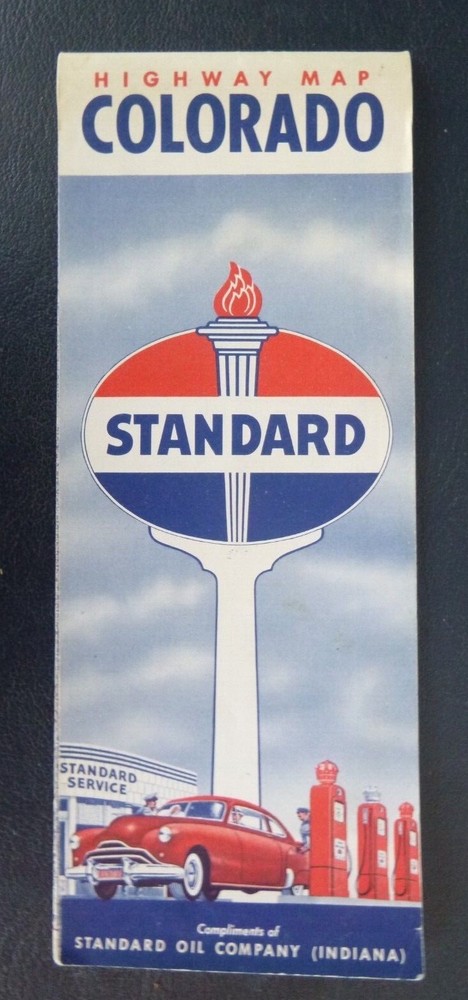 HIGHWAY MAP
COLORADO
STANDARD
STANDARD
SERVICE
Compliments of
STANDARD OIL COMPANY (INDIANA)